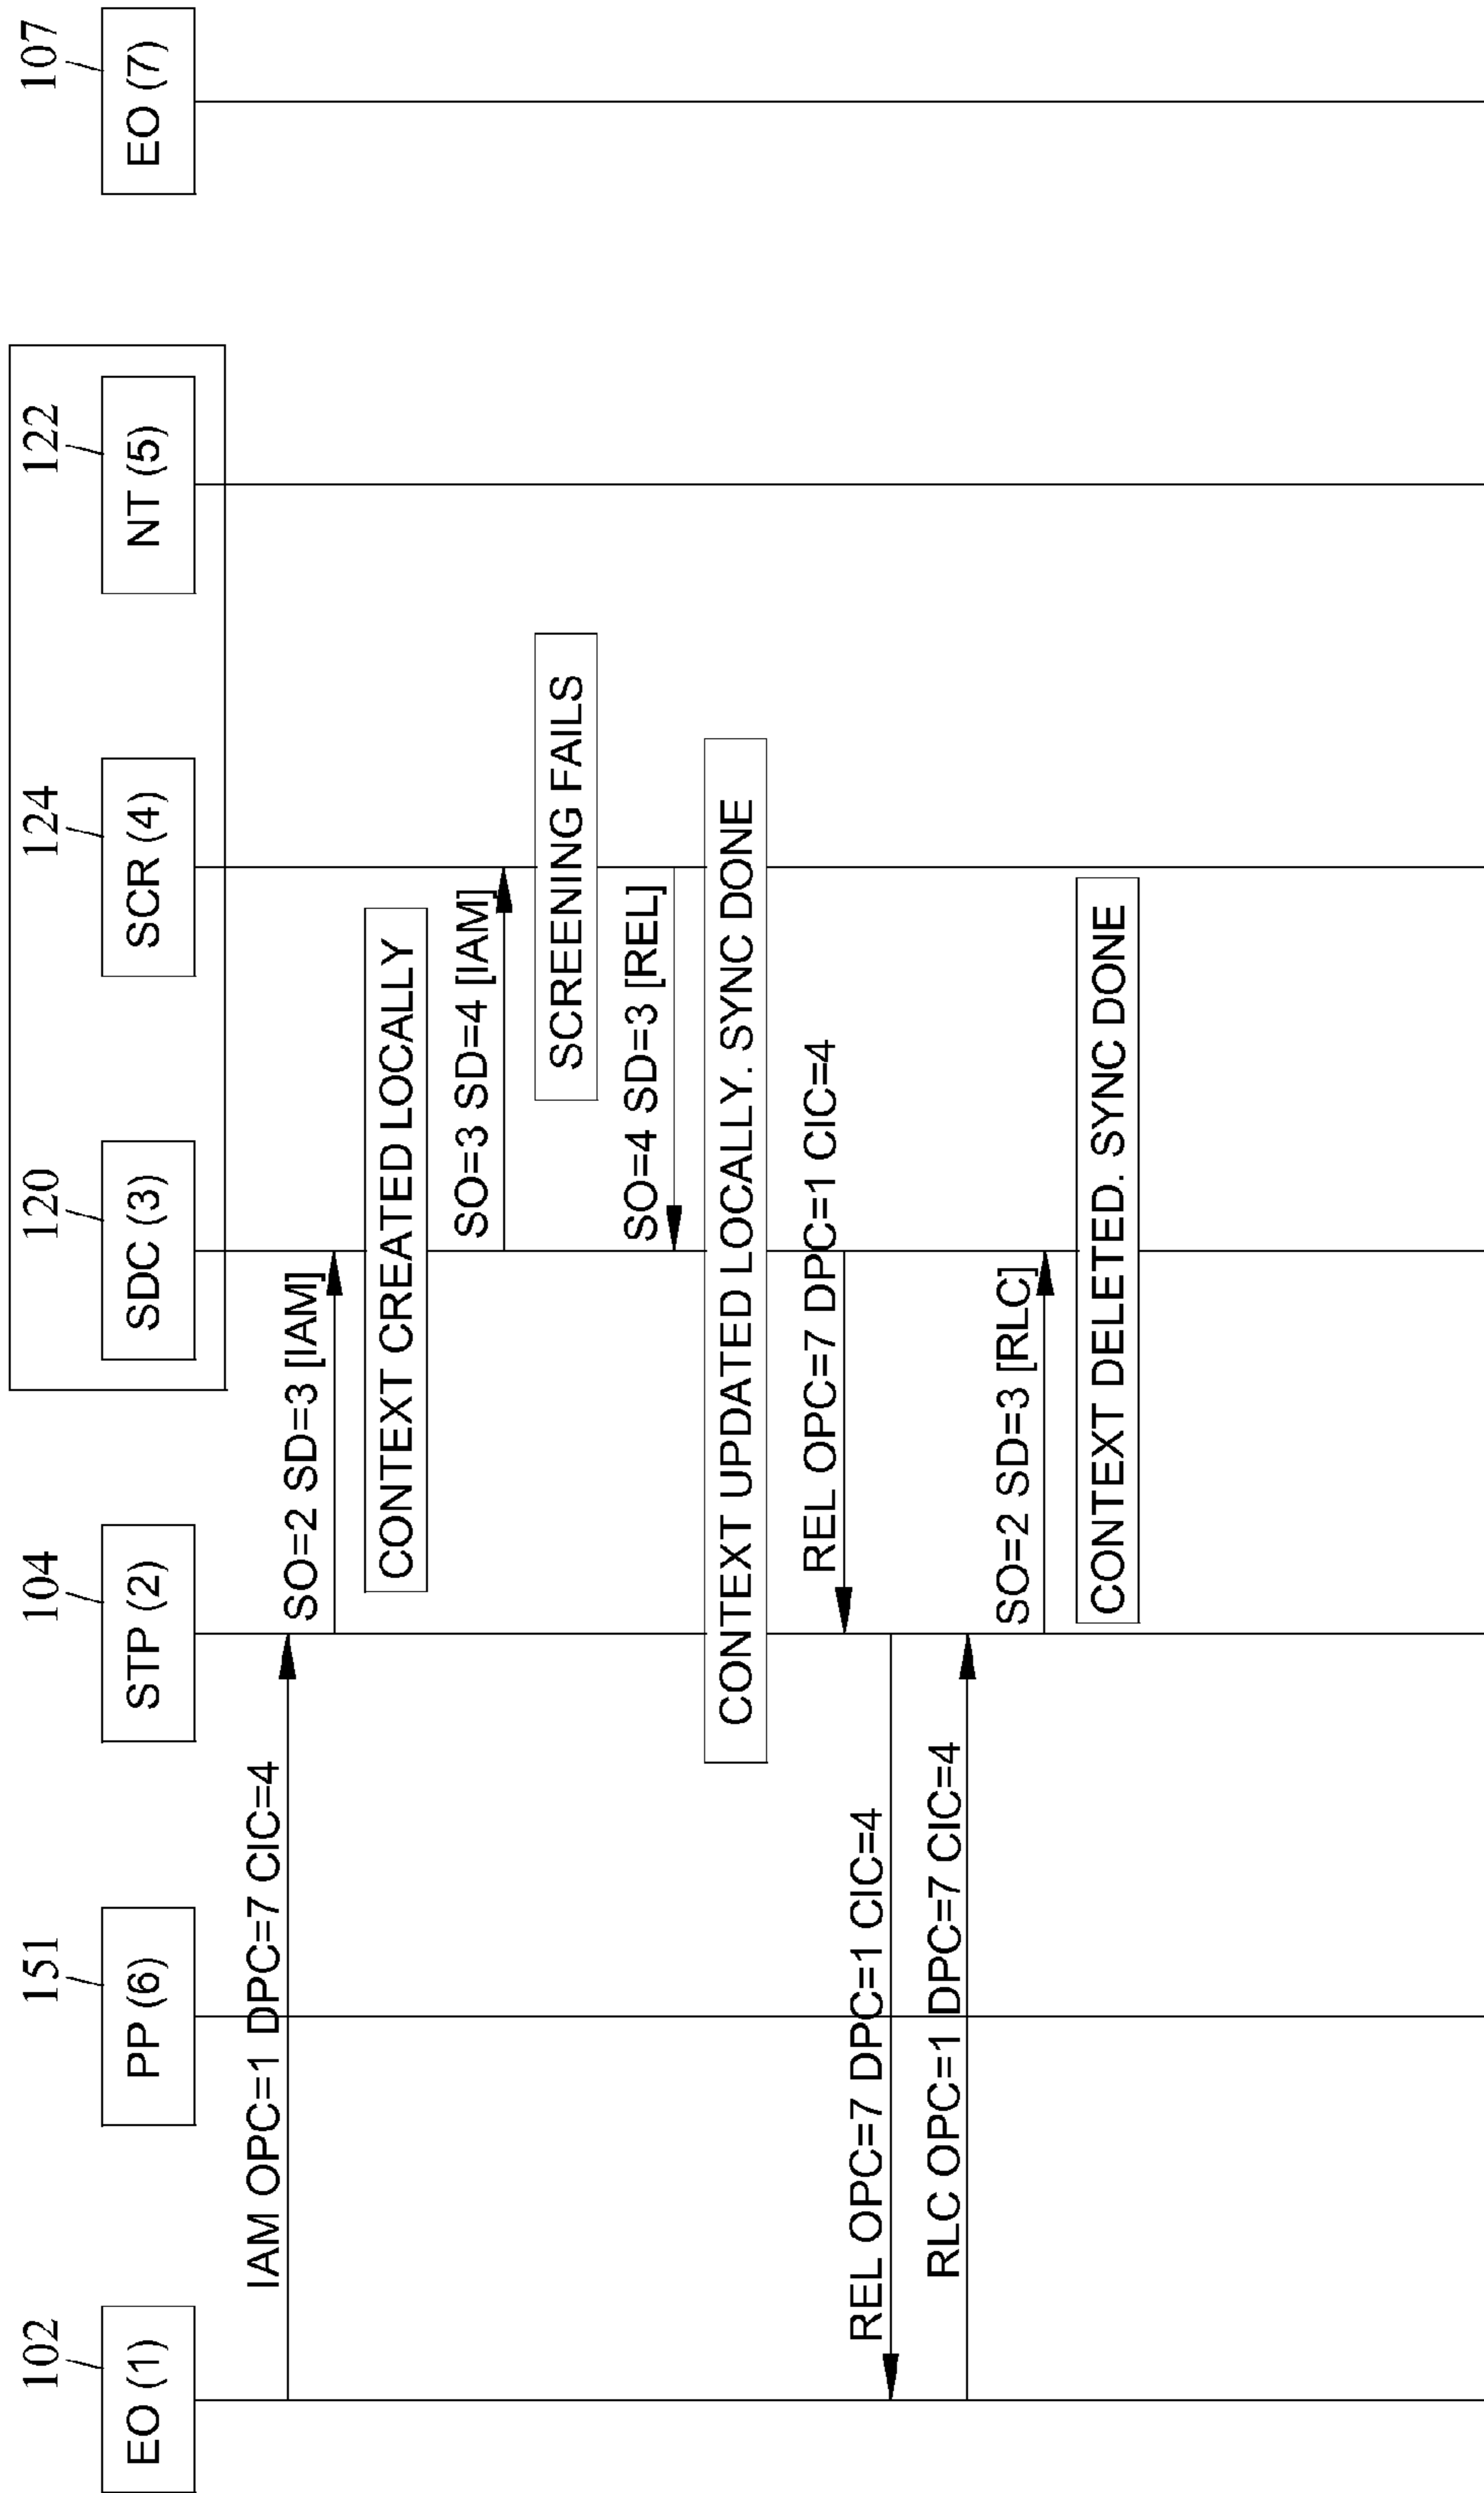 102
151
104
120
124
122
107
EO (1)
PP (6)
STP (2)
SDC (3)
SCR (4)
NT (5)
EO (7)
IAM OPC=1 DPC=7 CIC=4
SO=2 SD=3 [IAM]
CONTEXT CREATED LOCALLY
SO=3 SD=4 [IAM]
SCREENING FAILS
SO=4 SD=3 [REL]
CONTEXT UPDATED LOCALLY. SYNC DONE
REL OPC=7 DPC=1 CIC=4
REL OPC=7 DPC=1 CIC=4
RLC OPC=1 DPC=7 CIC=4
SO=2 SD=3 [RLC]
CONTEXT DELETED. SYNC DONE